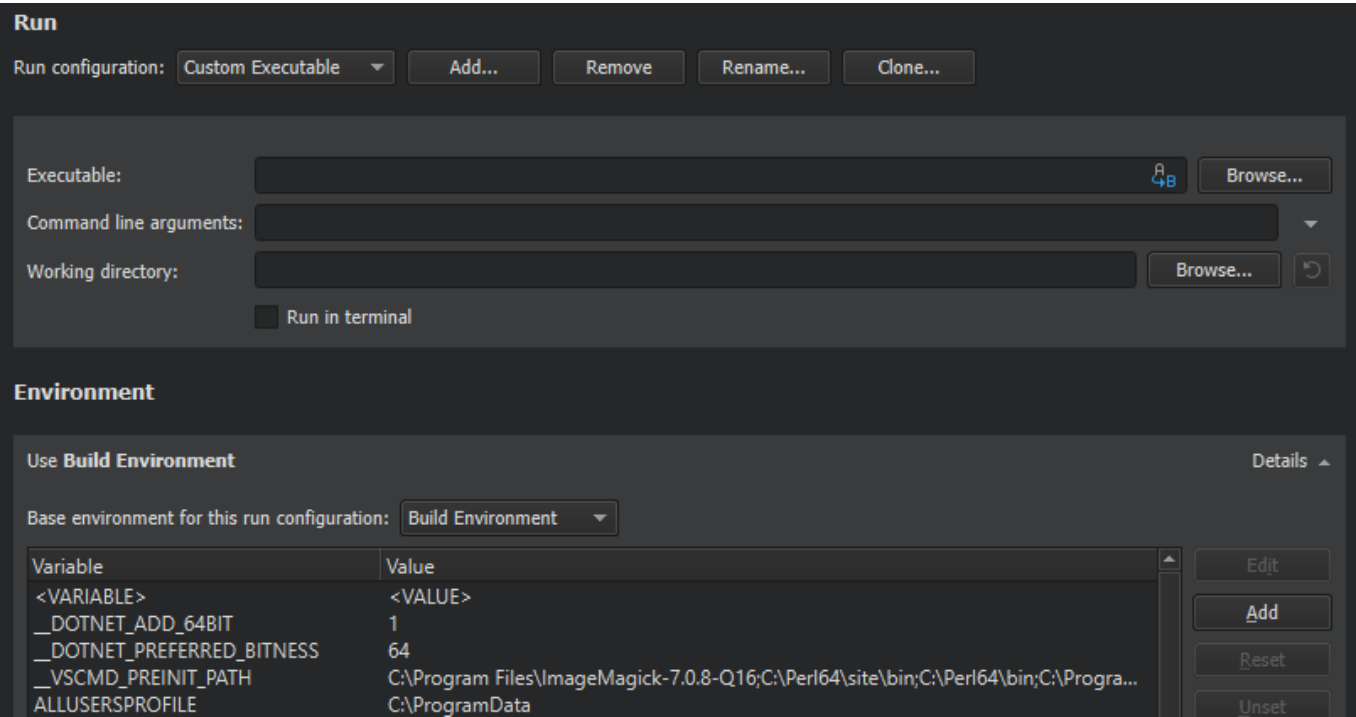 Run
Run configuration: Custom Executable Add... Remove Rename... Clone...
Executable: A B Browse...
Command line arguments:
Working directory: Browse...
Run in terminal
Environment
Use Build Environment Details
Base environment for this run configuration: Build Environment
Variable Value Edit
<VARIABLE> <VALUE>
__DOTNET_ADD_64BIT 1 Add
__DOTNET_PREFERRED_BITNESS 64 Reset
__VSCMD_PREINIT_PATH C:\Program Files\ImageMagick-7.0.8-Q16;C:\Perl64\site\bin;C:\Perl64\bin;C:\Progra...
ALLUSERSPROFILE C:\ProgramData Unset